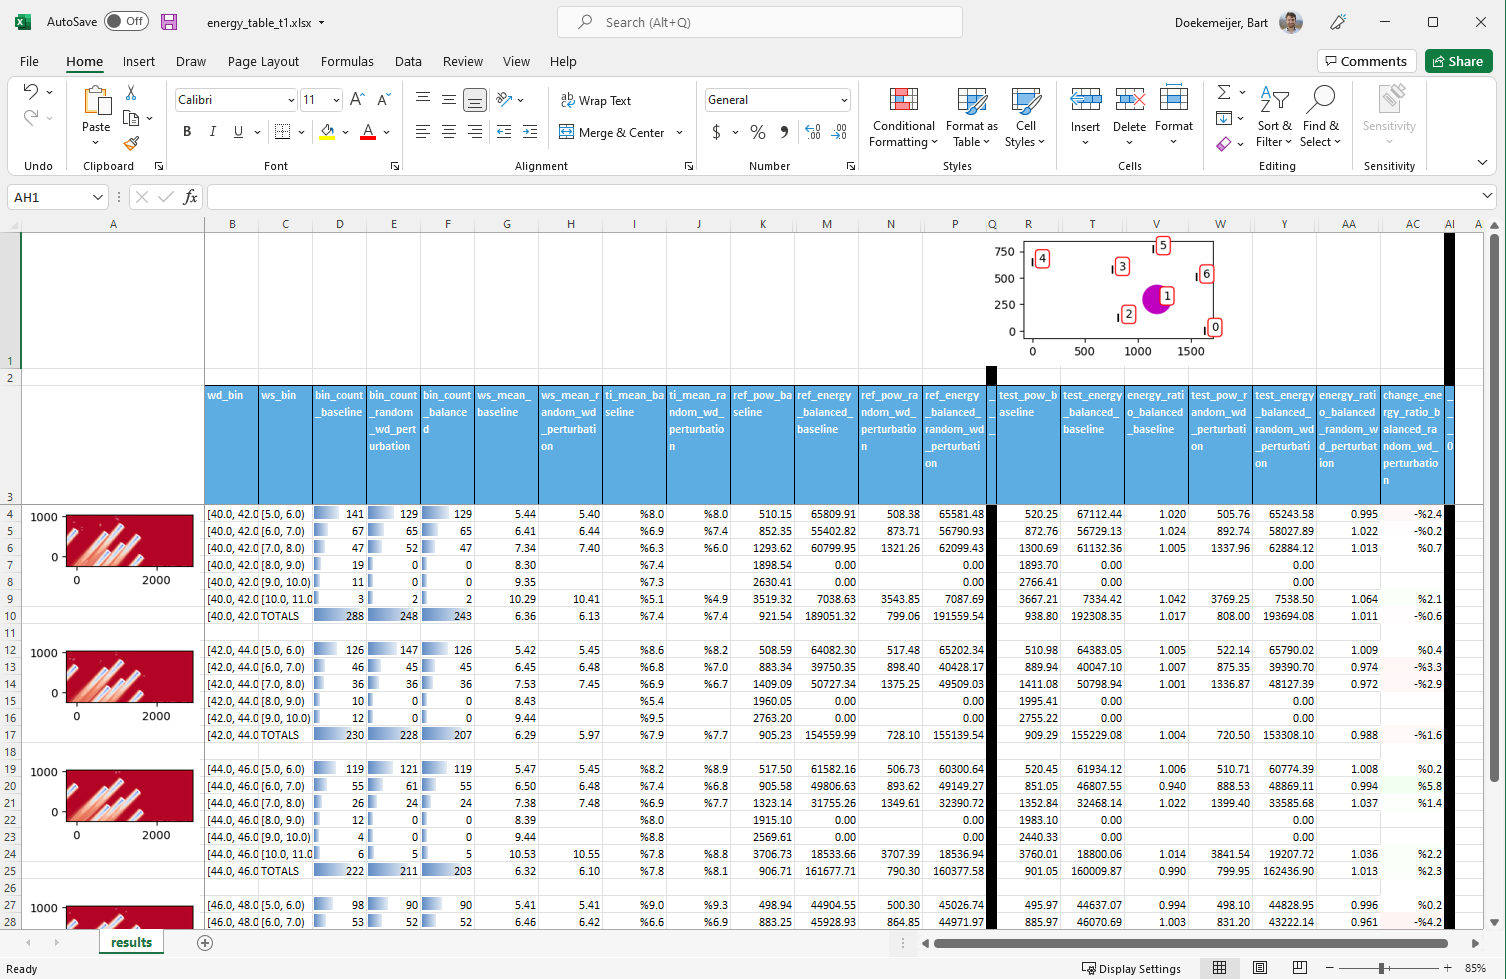 AutoSave Off energy_table_t1.xlsx Search (Alt+Q) Doekemeijer, Bart
File Home Insert Draw Page Layout Formulas Data Review View Help Comments Share
Calibri 11 Wrap Text General
Paste B I U Merge & Center $ % Conditional Formatting Format as Table Cell Styles Insert Delete Format Sort & Filter Find & Select Sensitivity
Undo Clipboard Font Alignment Number Styles Cells Editing Sensitivity
AH1 fx
A B C D E F G H I J K M N P Q R T V W Y AA AC AI A
750 500 250 0
4 3 5 6 1 2 0
0 500 1000 1500
1
2
3 wd_bin ws_bin bin_count_baseline bin_count_random_wd_perturbation bin_count_balanced ws_mean_baseline ws_mean_random_wd_perturbation ti_mean_baseline ti_mean_random_wd_perturbation ref_pow_baseline ref_energy_balanced_baseline ref_pow_random_wd_perturbation ref_energy_balanced_random_wd_perturbation _ _ _ test_pow_baseline test_energy_balanced_baseline energy_ratio_balanced_baseline test_pow_random_wd_perturbation test_energy_balanced_random_wd_perturbation energy_ratio_balanced_random_wd_perturbation change_energy_ratio_balanced_random_wd_perturbation _ _ _ 0
1000 0
0 2000
4 [40.0, 42.0 [5.0, 6.0) 141 129 129 5.44 5.40 %8.0 %8.0 510.15 65809.91 508.38 65581.48 520.25 67112.44 1.020 505.76 65243.58 0.995 -%2.4
5 [40.0, 42.0 [6.0, 7.0) 67 65 65 6.41 6.44 %6.9 %7.4 852.35 55402.82 873.71 56790.93 872.76 56729.13 1.024 892.74 58027.89 1.022 -%0.2
6 [40.0, 42.0 [7.0, 8.0) 47 52 47 7.34 7.40 %6.3 %6.0 1293.62 60799.95 1321.26 62099.43 1300.69 61132.36 1.005 1337.96 62884.12 1.013 %0.7
7 [40.0, 42.0 [8.0, 9.0) 19 0 0 8.30 %7.4 1898.54 0.00 0.00 1893.70 0.00 0.00
8 [40.0, 42.0 [9.0, 10.0) 11 0 0 9.35 %7.3 2630.41 0.00 0.00 2766.41 0.00 0.00
9 [40.0, 42.0 [10.0, 11.0 3 2 2 10.29 10.41 %5.1 %4.9 3519.32 7038.63 3543.85 7087.69 3667.21 7334.42 1.042 3769.25 7538.50 1.064 %2.1
10 [40.0, 42.0 TOTALS 288 248 243 6.36 6.13 %7.4 %7.4 921.54 189051.32 799.06 191559.54 938.80 192308.35 1.017 808.00 193694.08 1.011 -%0.6
11
1000 0
0 2000
12 [42.0, 44.0 [5.0, 6.0) 126 147 126 5.42 5.45 %8.6 %8.2 508.59 64082.30 517.48 65202.34 510.98 64383.05 1.005 522.14 65790.02 1.009 %0.4
13 [42.0, 44.0 [6.0, 7.0) 46 45 45 6.45 6.48 %6.8 %7.0 883.34 39750.35 898.40 40428.17 889.94 40047.10 1.007 875.35 39390.70 0.974 -%3.3
14 [42.0, 44.0 [7.0, 8.0) 36 36 36 7.53 7.45 %6.9 %6.7 1409.09 50727.34 1375.25 49509.03 1411.08 50798.94 1.001 1336.87 48127.39 0.972 -%2.9
15 [42.0, 44.0 [8.0, 9.0) 10 0 0 8.43 %5.4 1960.05 0.00 0.00 1995.41 0.00 0.00
16 [42.0, 44.0 [9.0, 10.0) 12 0 0 9.44 %9.5 2763.20 0.00 0.00 2755.22 0.00 0.00
17 [42.0, 44.0 TOTALS 230 228 207 6.29 5.97 %7.9 %7.7 905.23 154559.99 728.10 155139.54 909.29 155229.08 1.004 720.50 153308.10 0.988 -%1.6
18
1000 0
0 2000
19 [44.0, 46.0 [5.0, 6.0) 119 121 119 5.47 5.45 %8.2 %8.9 517.50 61582.16 506.73 60300.64 520.45 61934.12 1.006 510.71 60774.39 1.008 %0.2
20 [44.0, 46.0 [6.0, 7.0) 55 61 55 6.50 6.48 %7.4 %6.8 905.58 49806.63 893.62 49149.27 851.05 46807.55 0.940 888.53 48869.11 0.994 %5.8
21 [44.0, 46.0 [7.0, 8.0) 26 24 24 7.38 7.48 %6.9 %7.7 1323.14 31755.26 1349.61 32390.72 1352.84 32468.14 1.022 1399.40 33585.68 1.037 %1.4
22 [44.0, 46.0 [8.0, 9.0) 12 0 0 8.39 %8.0 1915.10 0.00 0.00 1983.10 0.00 0.00
23 [44.0, 46.0 [9.0, 10.0) 4 0 0 9.44 %8.8 2569.61 0.00 0.00 2440.33 0.00 0.00
24 [44.0, 46.0 [10.0, 11.0 6 5 5 10.53 10.55 %7.8 %8.8 3706.73 18533.66 3707.39 18536.94 3760.01 18800.06 1.014 3841.54 19207.72 1.036 %2.2
25 [44.0, 46.0 TOTALS 222 211 203 6.32 6.10 %7.8 %8.1 906.71 161677.71 790.30 160377.58 901.05 160009.87 0.990 799.95 162436.90 1.013 %2.3
26
1000
27 [46.0, 48.0 [5.0, 6.0) 98 90 90 5.41 5.41 %9.0 %9.3 498.94 44904.55 500.30 45026.74 495.97 44637.07 0.994 498.10 44828.95 0.996 %0.2
28 [46.0, 48.0 [6.0, 7.0) 53 52 52 6.46 6.42 %6.6 %6.9 883.25 45928.93 864.85 44971.97 885.97 46070.69 1.003 831.20 43222.14 0.961 -%4.2
results
Ready Display Settings 85%